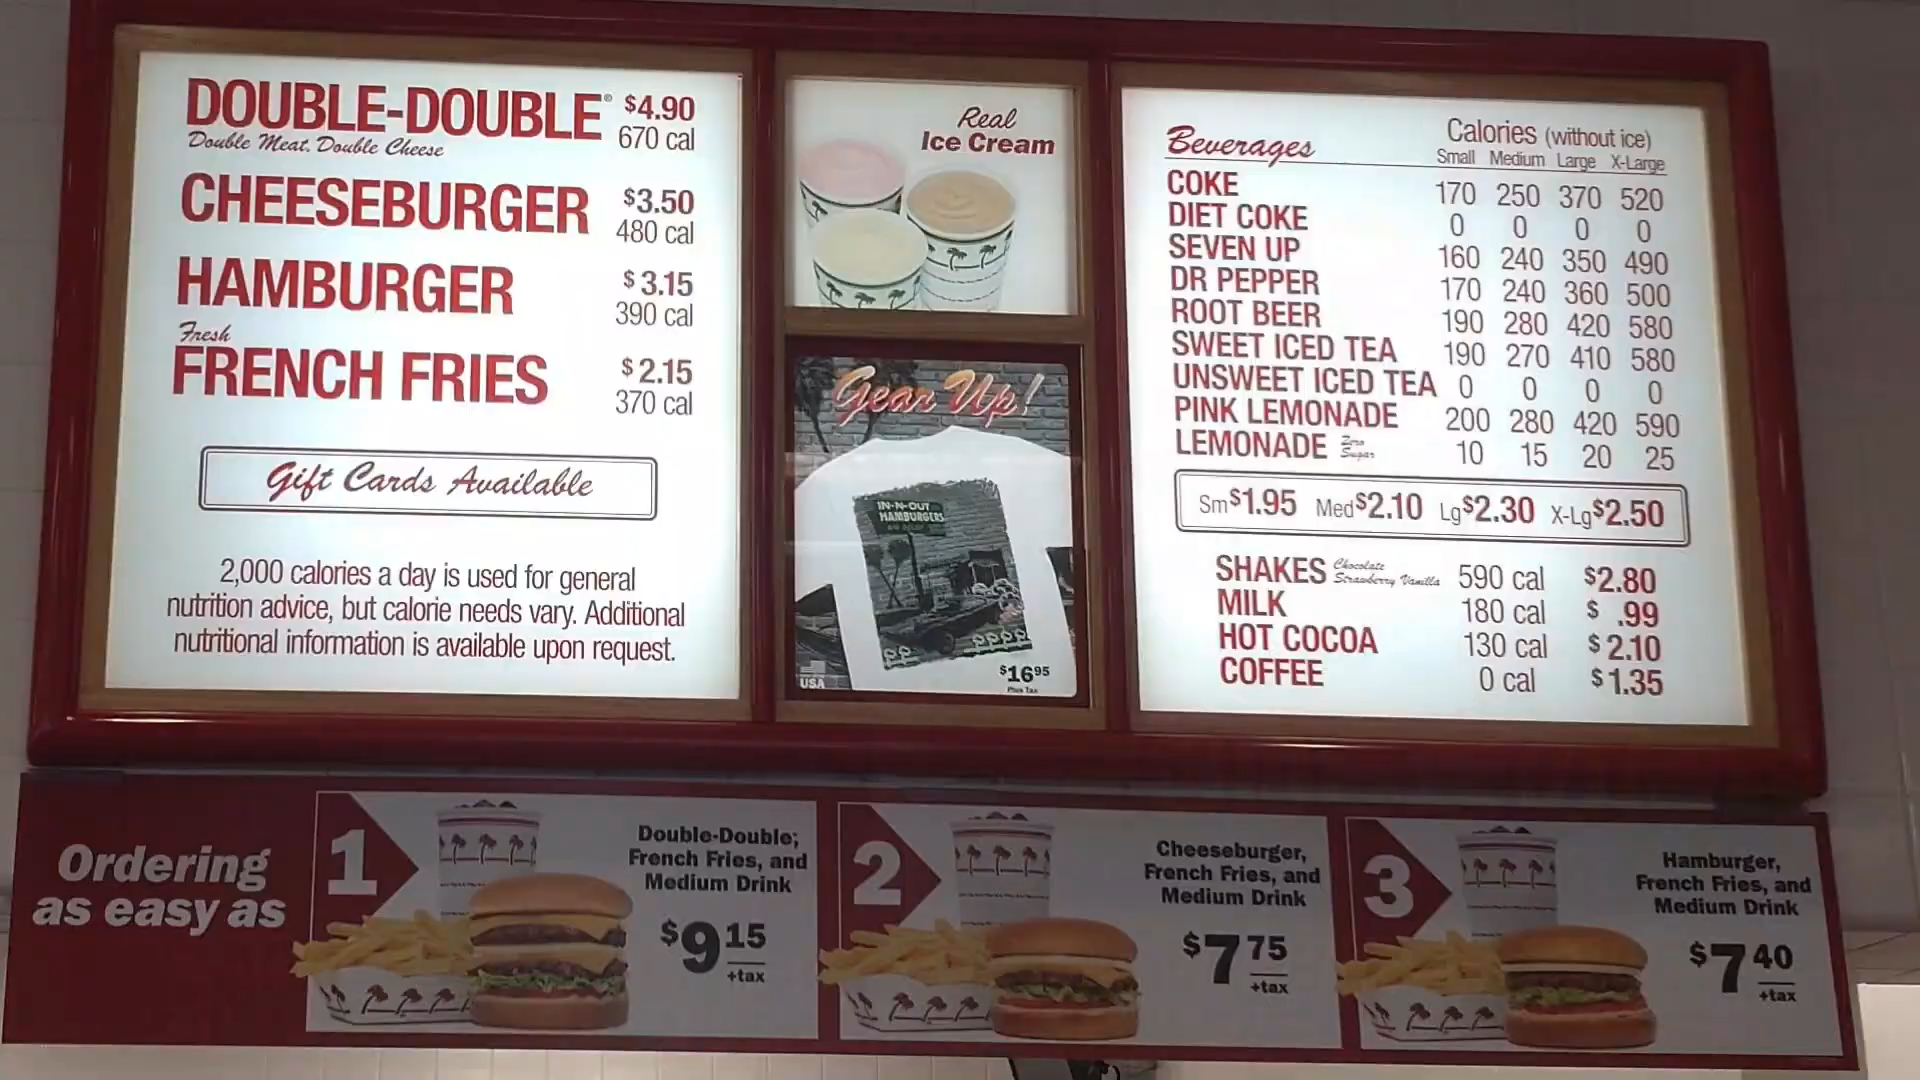 DOUBLE-DOUBLE® $4.90
Double Meat. Double Cheese 670 cal
CHEESEBURGER $3.50
480 cal
HAMBURGER $3.15
390 cal
Fresh
FRENCH FRIES $2.15
370 cal
Gift Cards Available
2,000 calories a day is used for general
nutrition advice, but calorie needs vary. Additional
nutritional information is available upon request.
Real
Ice Cream
Gear Up!
IN-N-OUT
HAMBURGERS
USA
$1695
Plus Tax
Beverages Calories (without ice)
Small Medium Large X-Large
COKE 170 250 370 520
DIET COKE 0 0 0 0
SEVEN UP 160 240 350 490
DR PEPPER 170 240 360 500
ROOT BEER 190 280 420 580
SWEET ICED TEA 190 270 410 580
UNSWEET ICED TEA 0 0 0 0
PINK LEMONADE 200 280 420 590
LEMONADE Zero Sugar 10 15 20 25
Sm$1.95 Med$2.10 Lg$2.30 X-Lg$2.50
SHAKES Chocolate Strawberry Vanilla 590 cal $2.80
MILK 180 cal $ .99
HOT COCOA 130 cal $2.10
COFFEE 0 cal $1.35
Ordering
as easy as
1
Double-Double,
French Fries, and
Medium Drink
$9 15
+tax
2
Cheeseburger,
French Fries, and
Medium Drink
$7 75
+tax
3
Hamburger,
French Fries, and
Medium Drink
$7 40
+tax